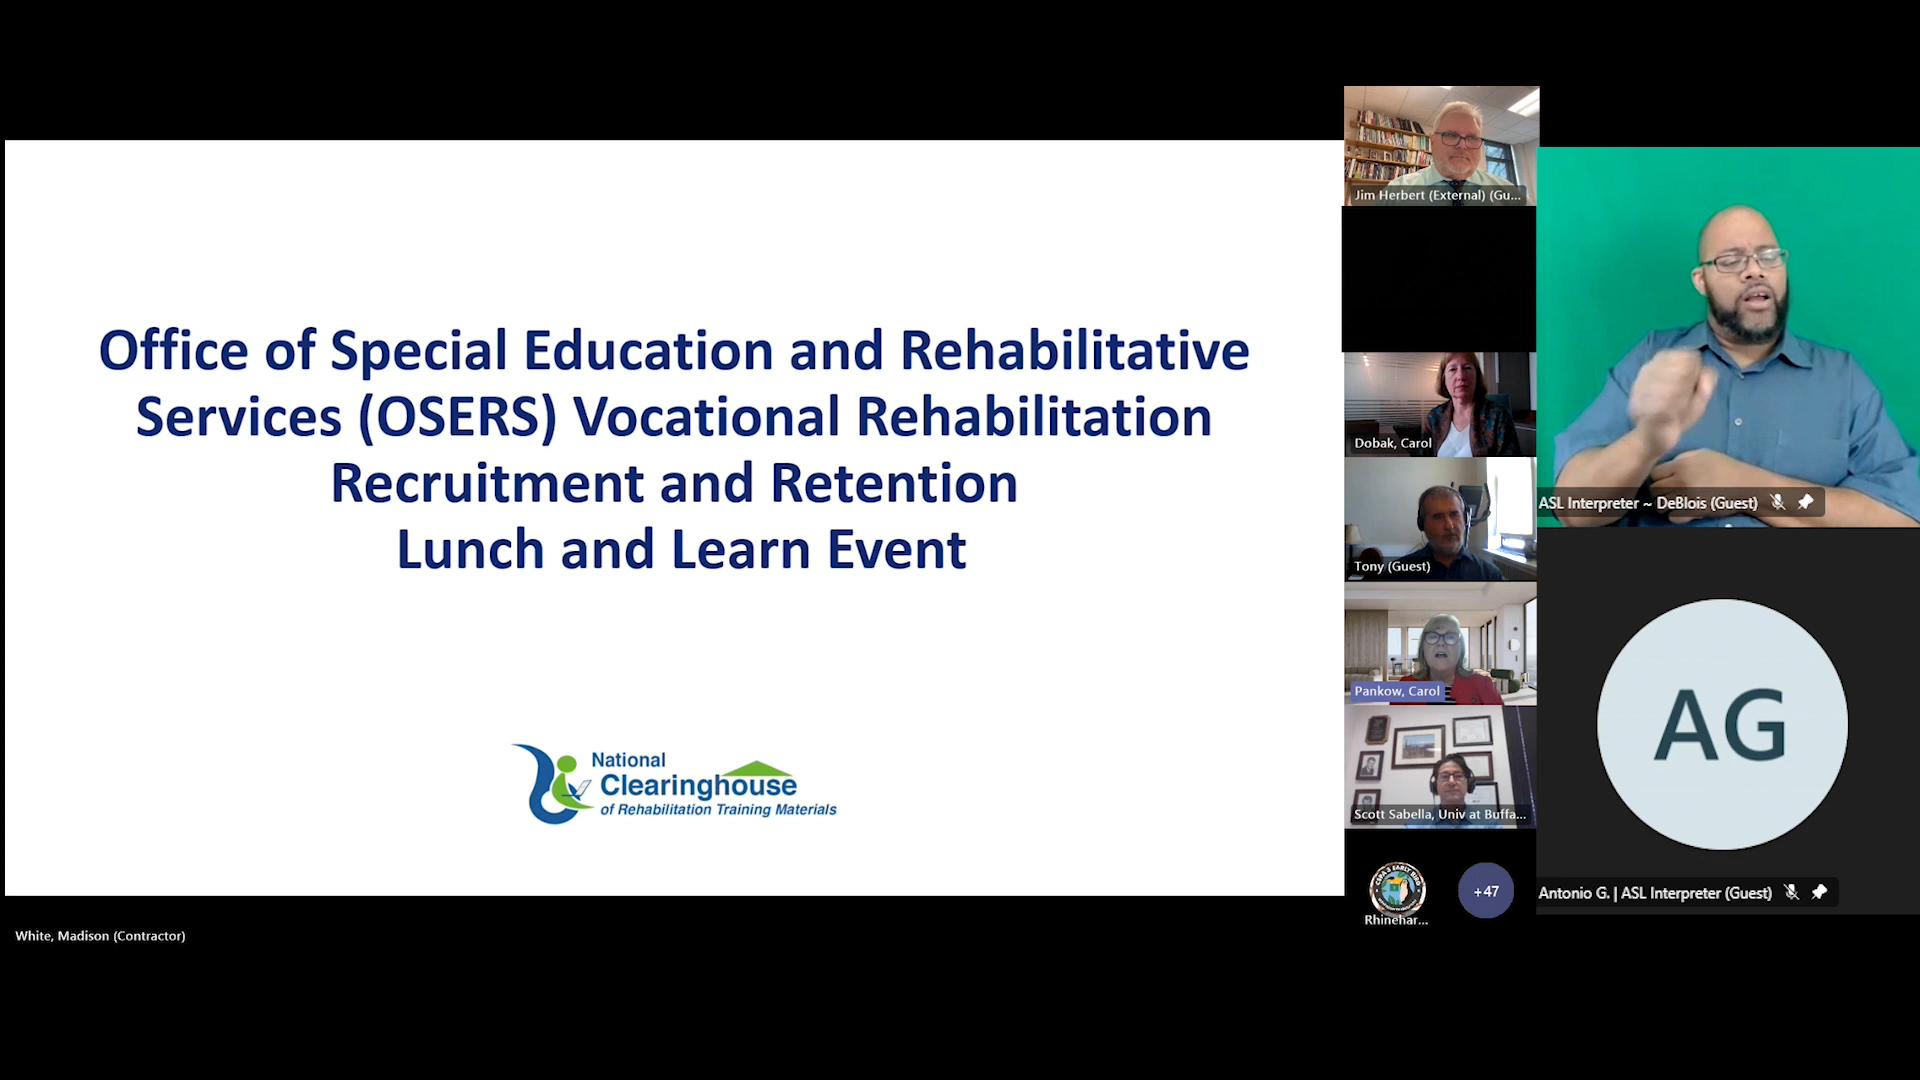 Office of Special Education and Rehabilitative
Services (OSERS) Vocational Rehabilitation
Recruitment and Retention
Lunch and Learn Event
National
Clearinghouse
of Rehabilitation Training Materials
White, Madison (Contractor)
Jim Herbert (External) (Gu...
Dobak, Carol
Tony (Guest)
Pankow, Carol
Scott Sabella, Univ at Buffa...
Rhinehar...
+47
ASL Interpreter ~ DeBlois (Guest)
AG
Antonio G. | ASL Interpreter (Guest)